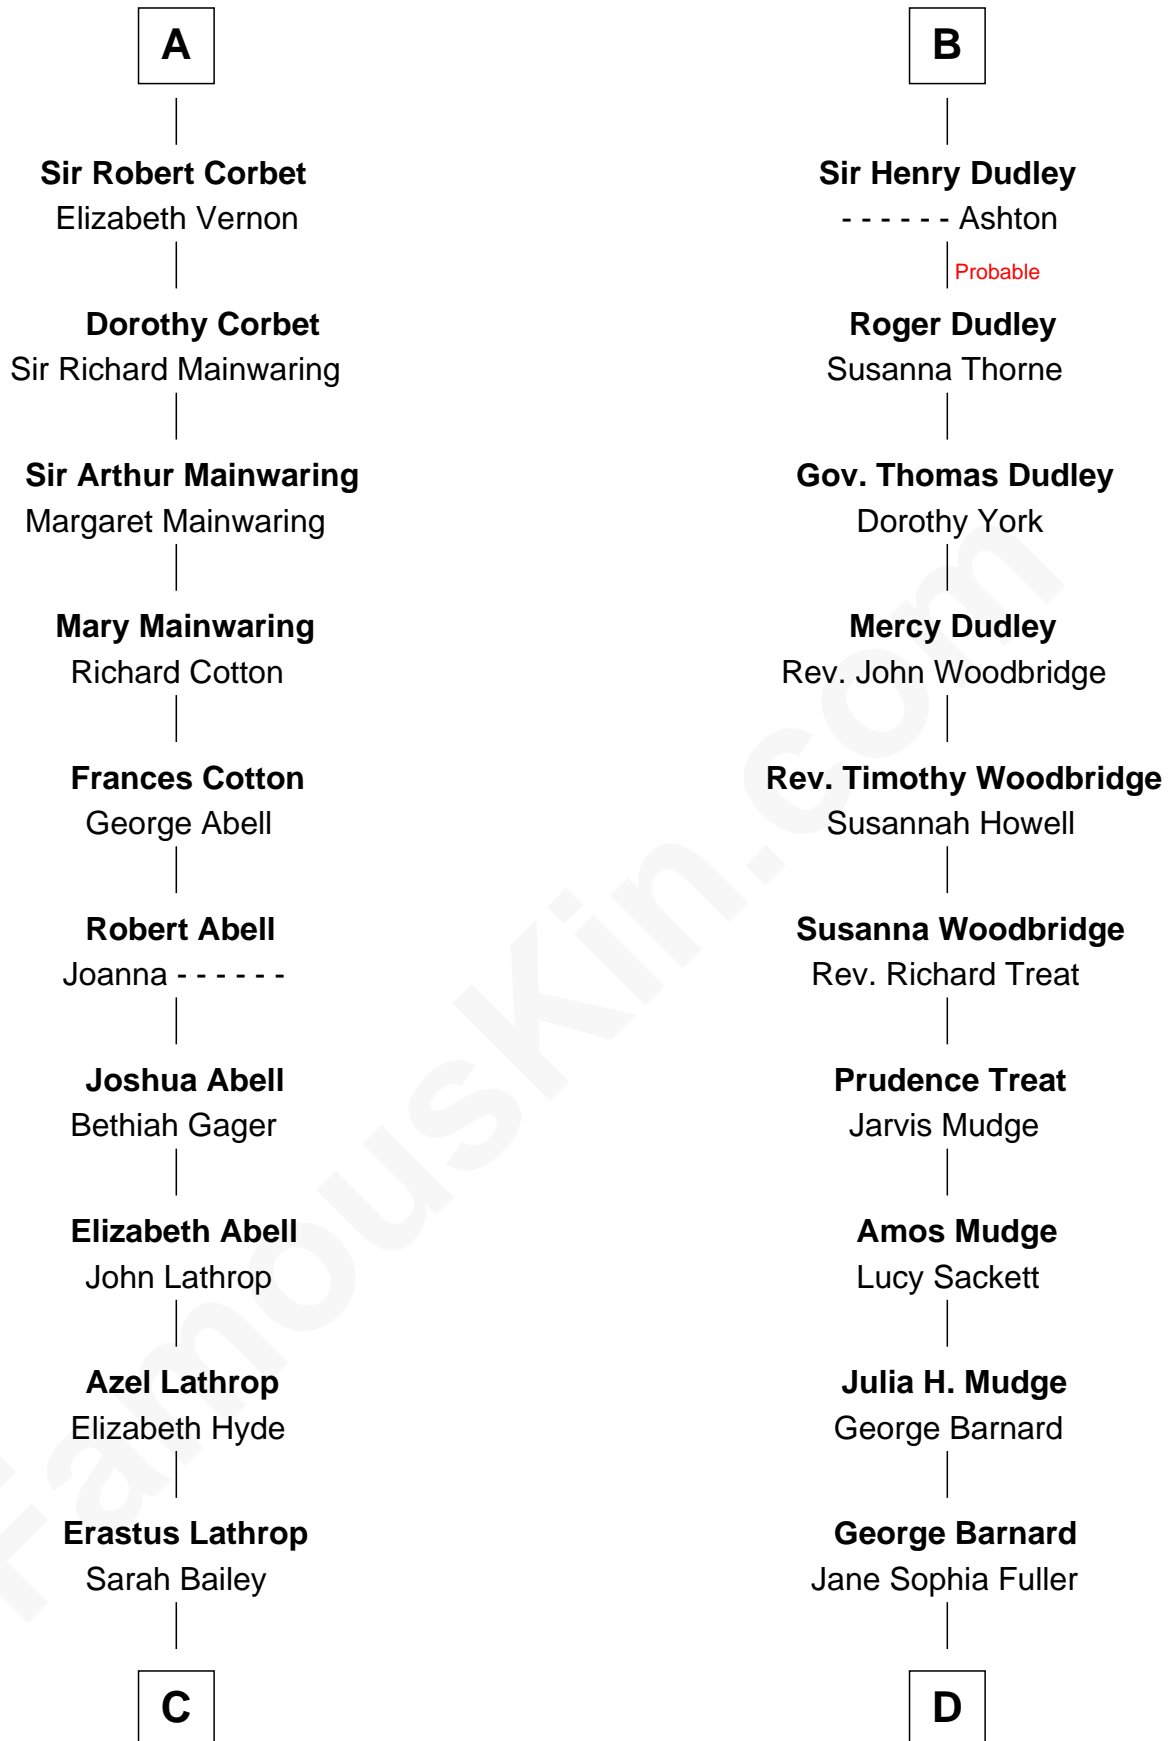 A
Sir Robert Corbet
Elizabeth Vernon
Dorothy Corbet
Sir Richard Mainwaring
Sir Arthur Mainwaring
Margaret Mainwaring
Mary Mainwaring
Richard Cotton
Frances Cotton
George Abell
Robert Abell
Joanna - - - - - -
Joshua Abell
Bethiah Gager
Elizabeth Abell
John Lathrop
Azel Lathrop
Elizabeth Hyde
Erastus Lathrop
Sarah Bailey
C
B
Sir Henry Dudley
- - - - - - Ashton
Probable
Roger Dudley
Susanna Thorne
Gov. Thomas Dudley
Dorothy York
Mercy Dudley
Rev. John Woodbridge
Rev. Timothy Woodbridge
Susannah Howell
Susanna Woodbridge
Rev. Richard Treat
Prudence Treat
Jarvis Mudge
Amos Mudge
Lucy Sackett
Julia H. Mudge
George Barnard
George Barnard
Jane Sophia Fuller
D
FamousKin.com